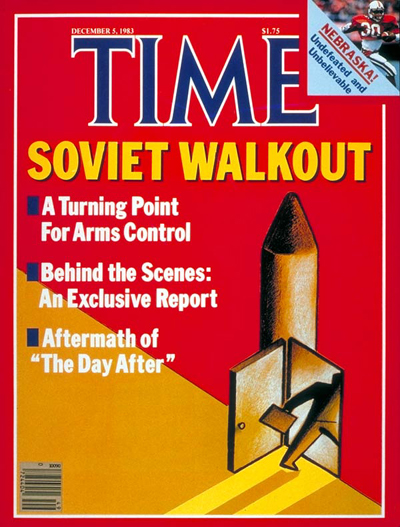 DECEMBER 5, 1983
$1.75
NEBRASKA!
Undefeated and
Unbelievable
TIME
SOVIET WALKOUT
A Turning Point
For Arms Control
Behind the Scenes:
An Exclusive Report
Aftermath of
"The Day After"